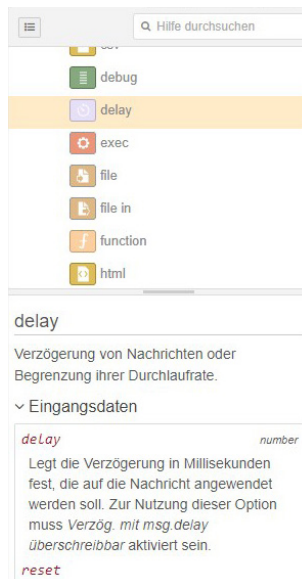 Hilfe durchsuchen
csv
debug
delay
exec
file
file in
function
html
delay
Verzögerung von Nachrichten oder
Begrenzung ihrer Durchlaufrate.
Eingangsdaten
delay number
Legt die Verzögerung in Millisekunden
fest, die auf die Nachricht angewendet
werden soll. Zur Nutzung dieser Option
muss Verzög. mit msg.delay
überschreibbar aktiviert sein.
reset